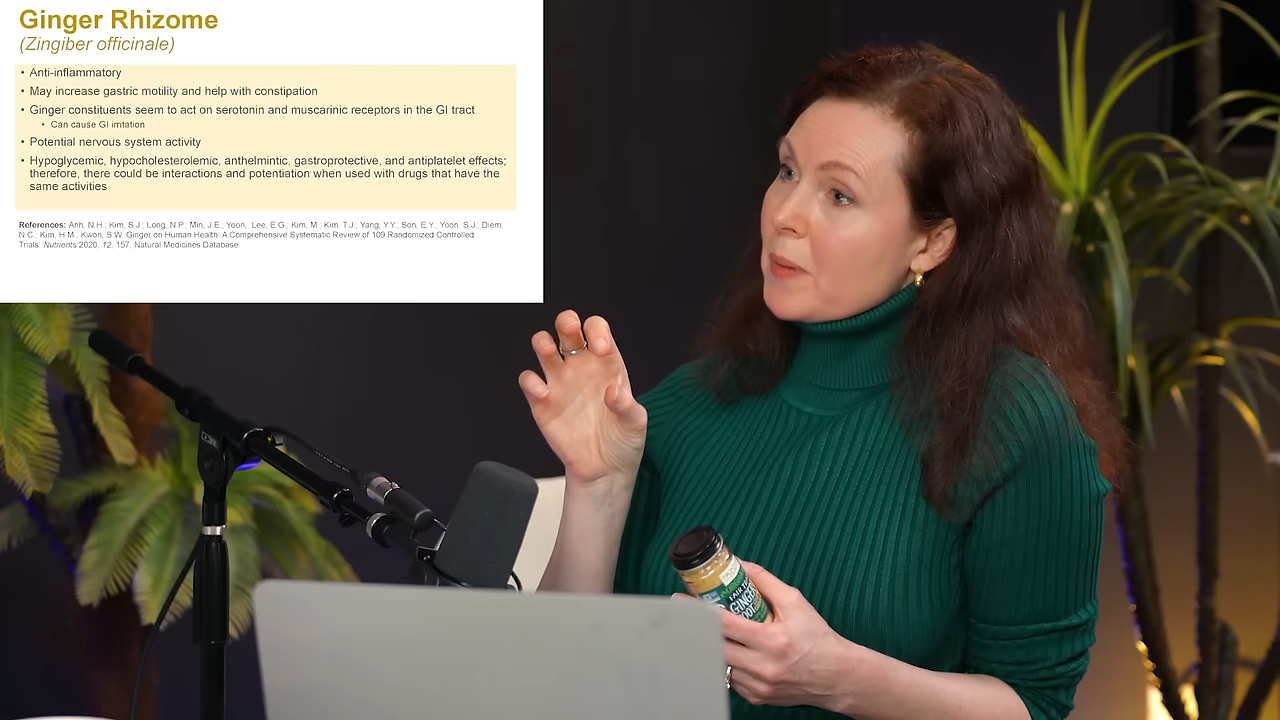 Ginger Rhizome
(Zingiber officinale)
• Anti-inflammatory
• May increase gastric motility and help with constipation
• Ginger constituents seem to act on serotonin and muscarinic receptors in the GI tract
• Can cause GI irritation
• Potential nervous system activity
• Hypoglycemic, hypocholesterolemic, anthelmintic, gastroprotective, and antiplatelet effects;
therefore, there could be interactions and potentiation when used with drugs that have the
same activities
References: Anh, N.H.; Kim, S.J.; Long, N.P.; Min, J.E.; Yoon, Lee, E.G.; Kim, M.; Kim, T.J.; Yang, Y.Y.; Son, E.Y.; Yoon, S.J.; Diem,
N.C.; Kim, H.M.; Kwon, S.W. Ginger on Human Health: A Comprehensive Systematic Review of 109 Randomized Controlled
Trials. Nutrients 2020, 12, 157; Natural Medicines Database.
GINGER